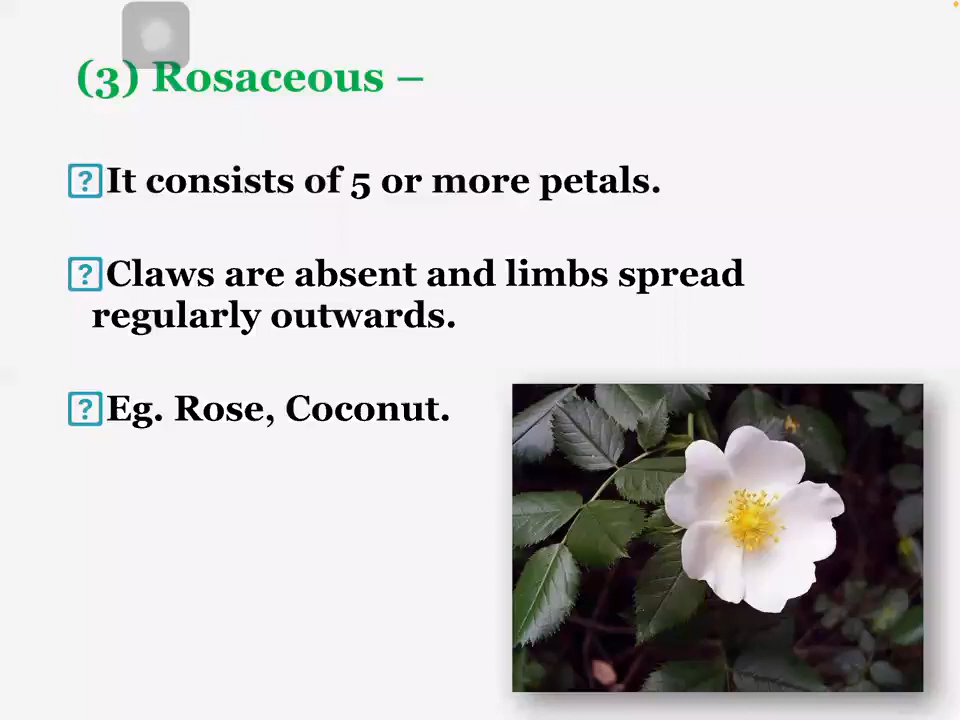 (3) Rosaceous –
It consists of 5 or more petals.
Claws are absent and limbs spread
regularly outwards.
Eg. Rose, Coconut.